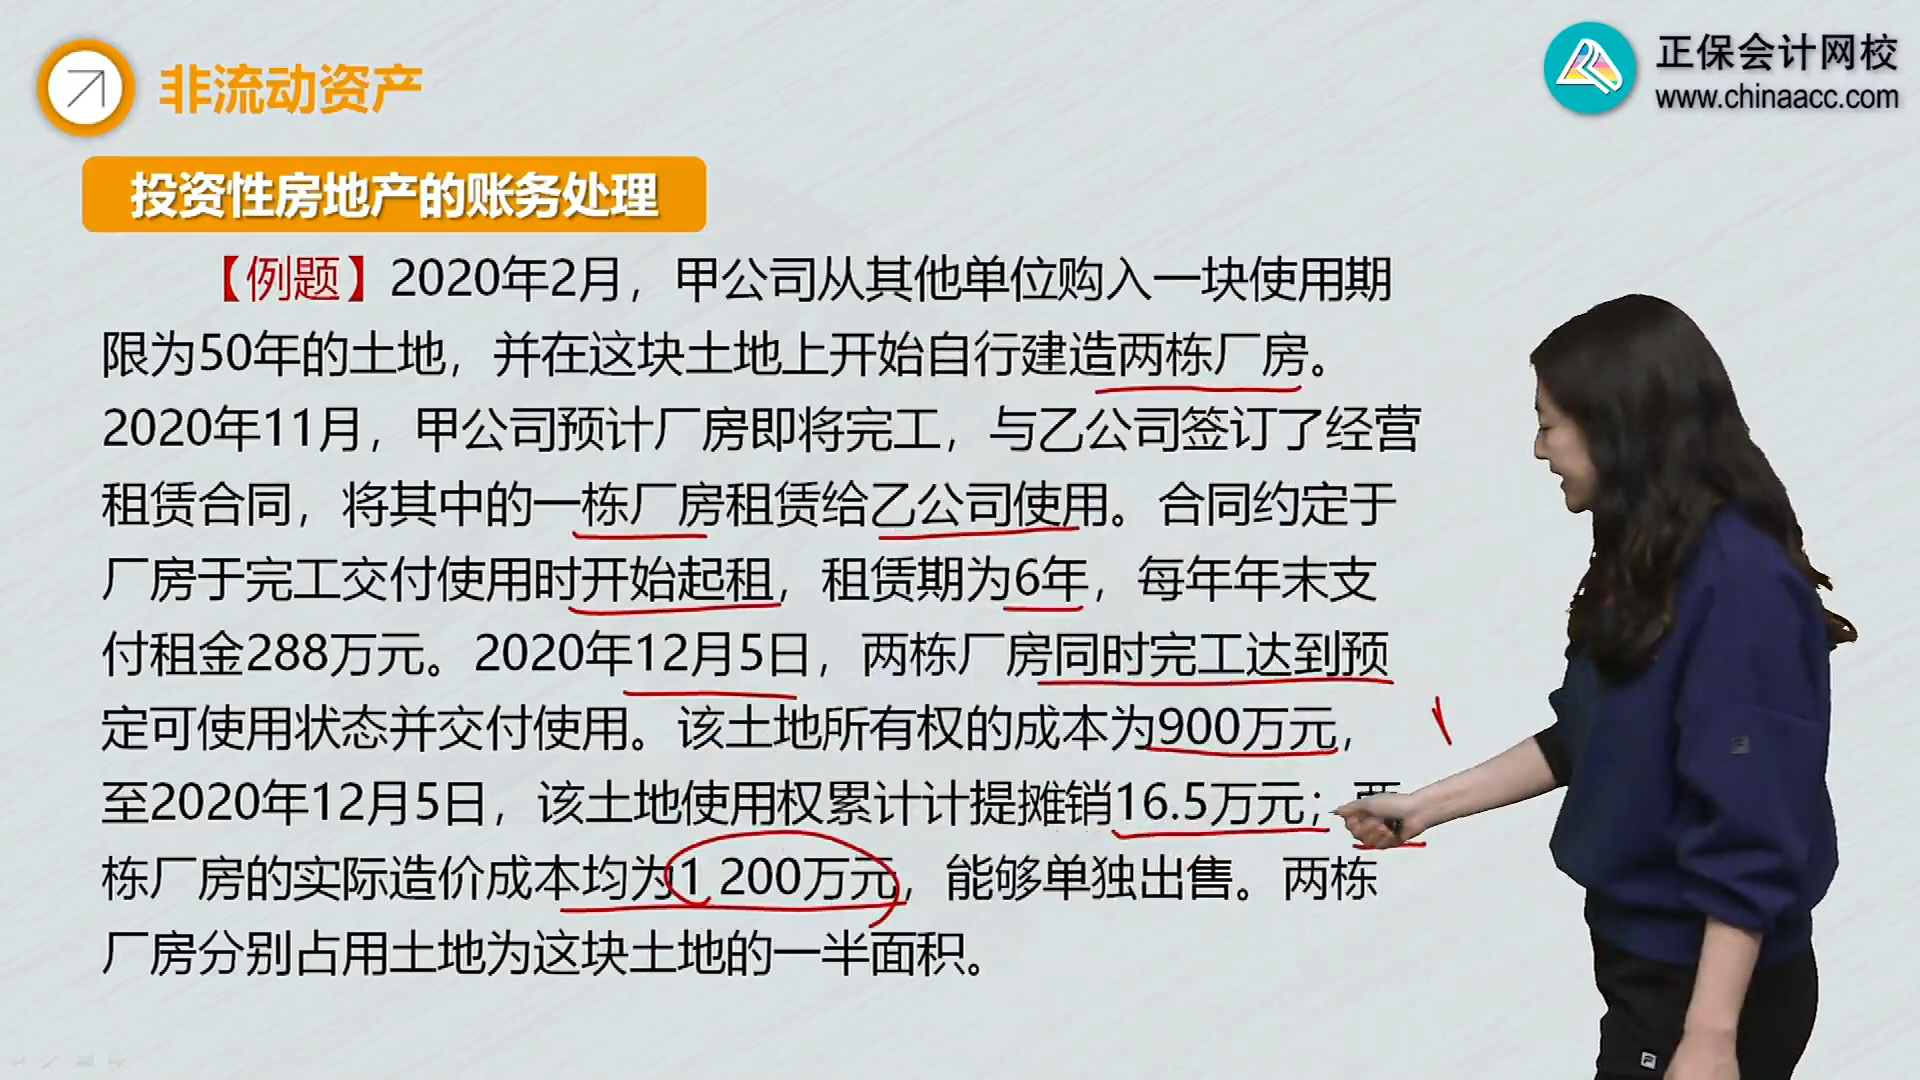 非流动资产
正保会计网校
www.chinaacc.com
投资性房地产的账务处理
【例题】2020年2月，甲公司从其他单位购入一块使用期
限为50年的土地，并在这块土地上开始自行建造两栋厂房。
2020年11月，甲公司预计厂房即将完工，与乙公司签订了经营
租赁合同，将其中的一栋厂房租赁给乙公司使用。合同约定于
厂房于完工交付使用时开始起租，租赁期为6年，每年年末支
付租金288万元。2020年12月5日，两栋厂房同时完工达到预
定可使用状态并交付使用。该土地所有权的成本为900万元，
至2020年12月5日，该土地使用权累计计提摊销16.5万元；两
栋厂房的实际造价成本均为1 200万元，能够单独出售。两栋
厂房分别占用土地为这块土地的一半面积。